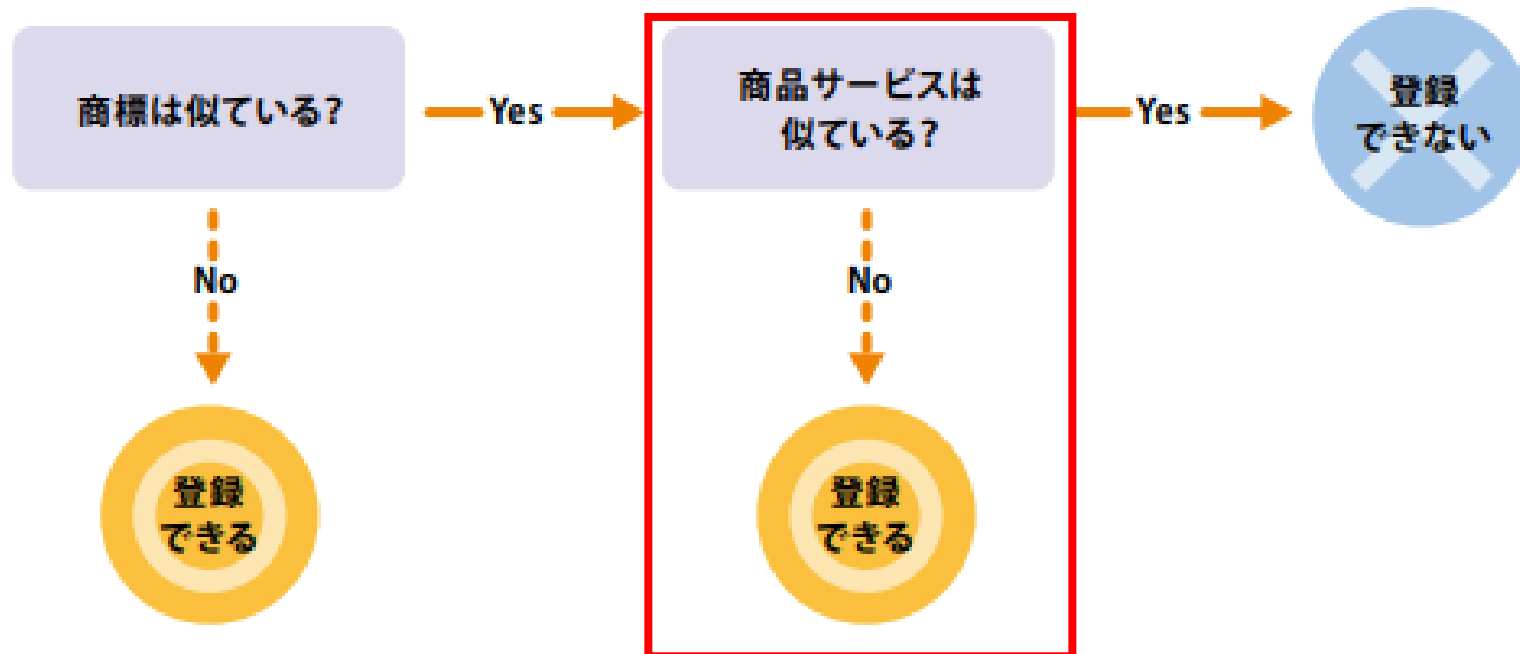 商標は似ている?
Yes
商品サービスは
似ている?
Yes
登録
できない
No
No
登録
できる
登録
できる